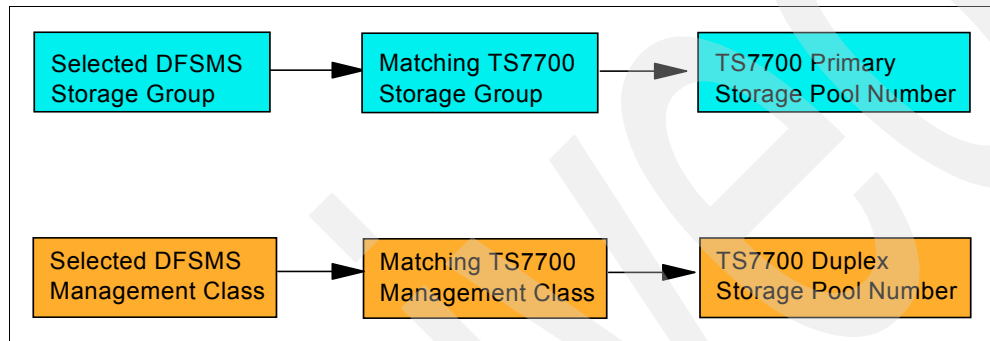 Selected DFSMS
Storage Group
Matching TS7700
Storage Group
TS7700 Primary
Storage Pool Number
Selected DFSMS
Management Class
Matching TS7700
Management Class
TS7700 Duplex
Storage Pool Number